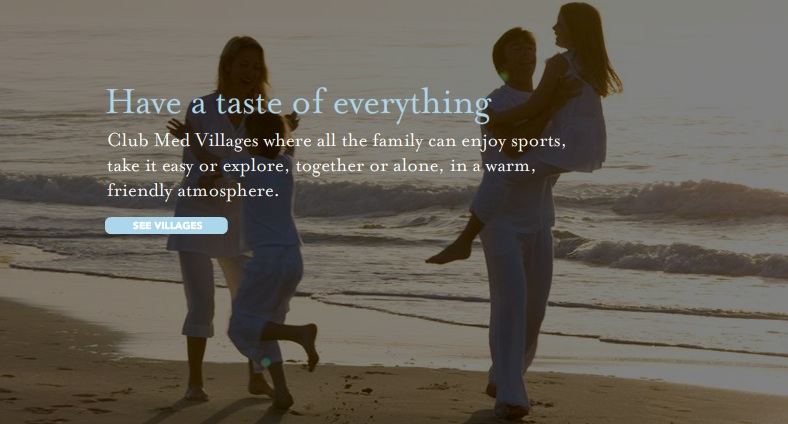 Have a taste of everything
Club Med Villages where all the family can enjoy sports,
take it easy or explore, together or alone, in a warm,
friendly atmosphere.
SEE VILLAGES